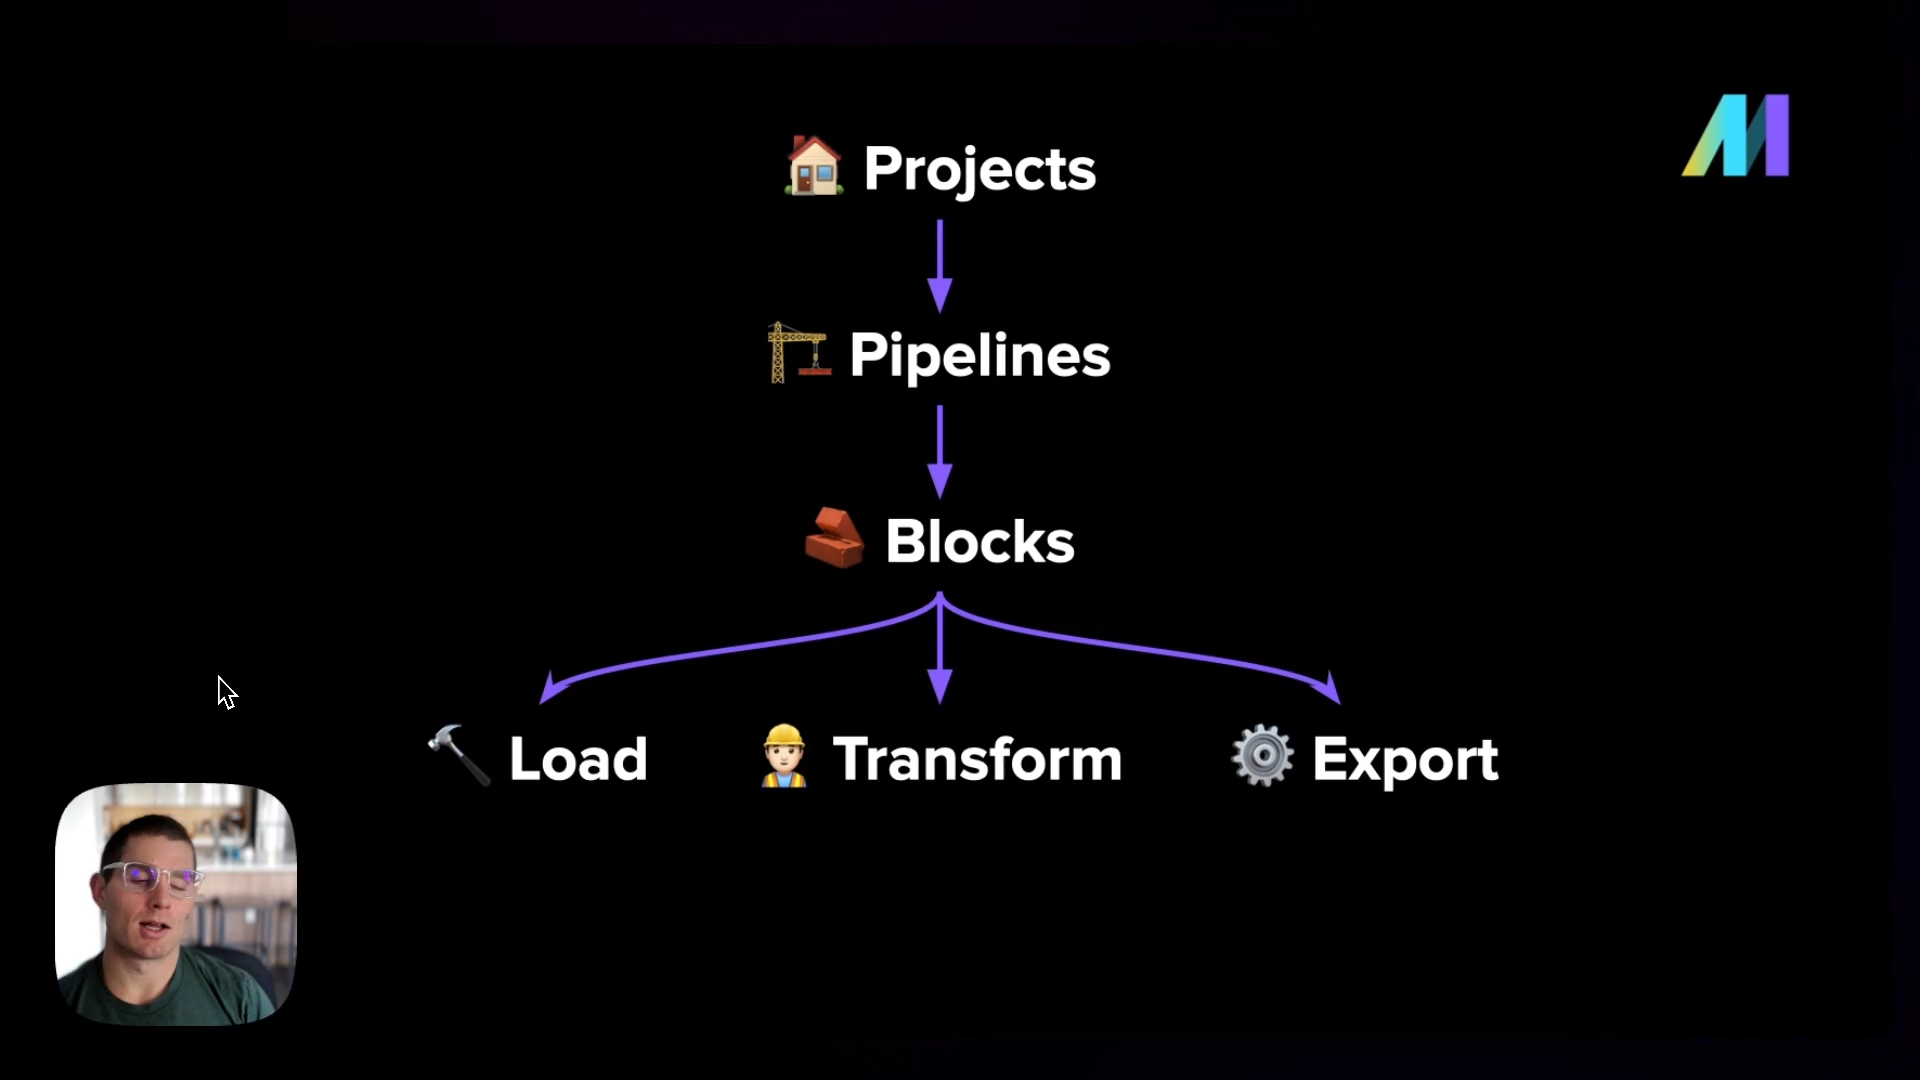 Projects
Pipelines
Blocks
Load
Transform
Export